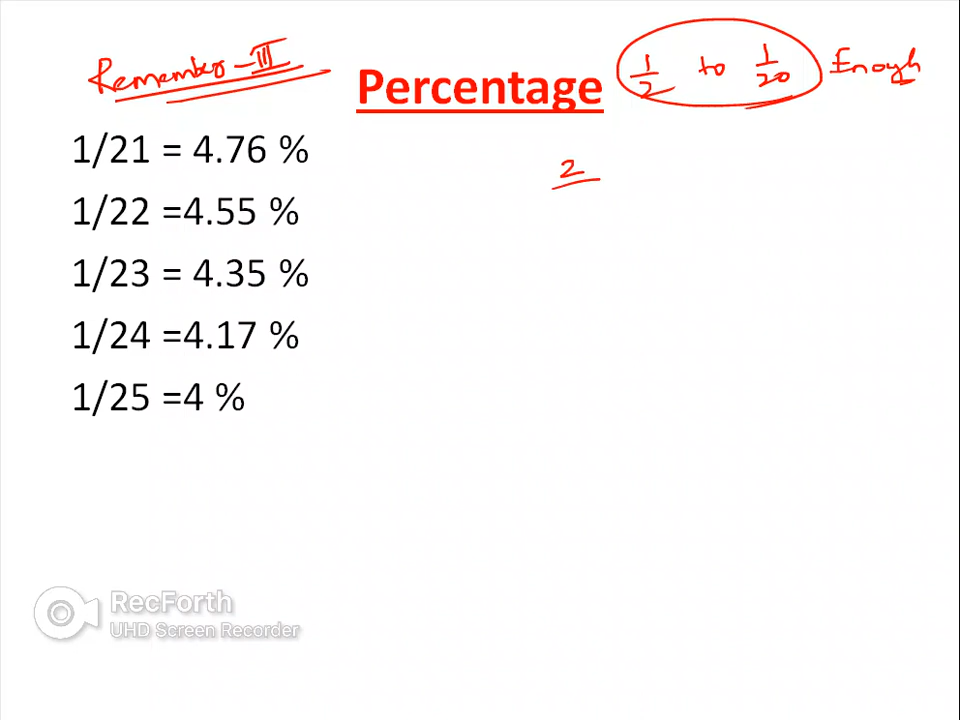 Remember - III
Percentage
1/2 to 1/20 Enough
1/21 = 4.76 %
2
1/22 =4.55 %
1/23 = 4.35 %
1/24 =4.17 %
1/25 =4 %
RecForth
UHD Screen Recorder